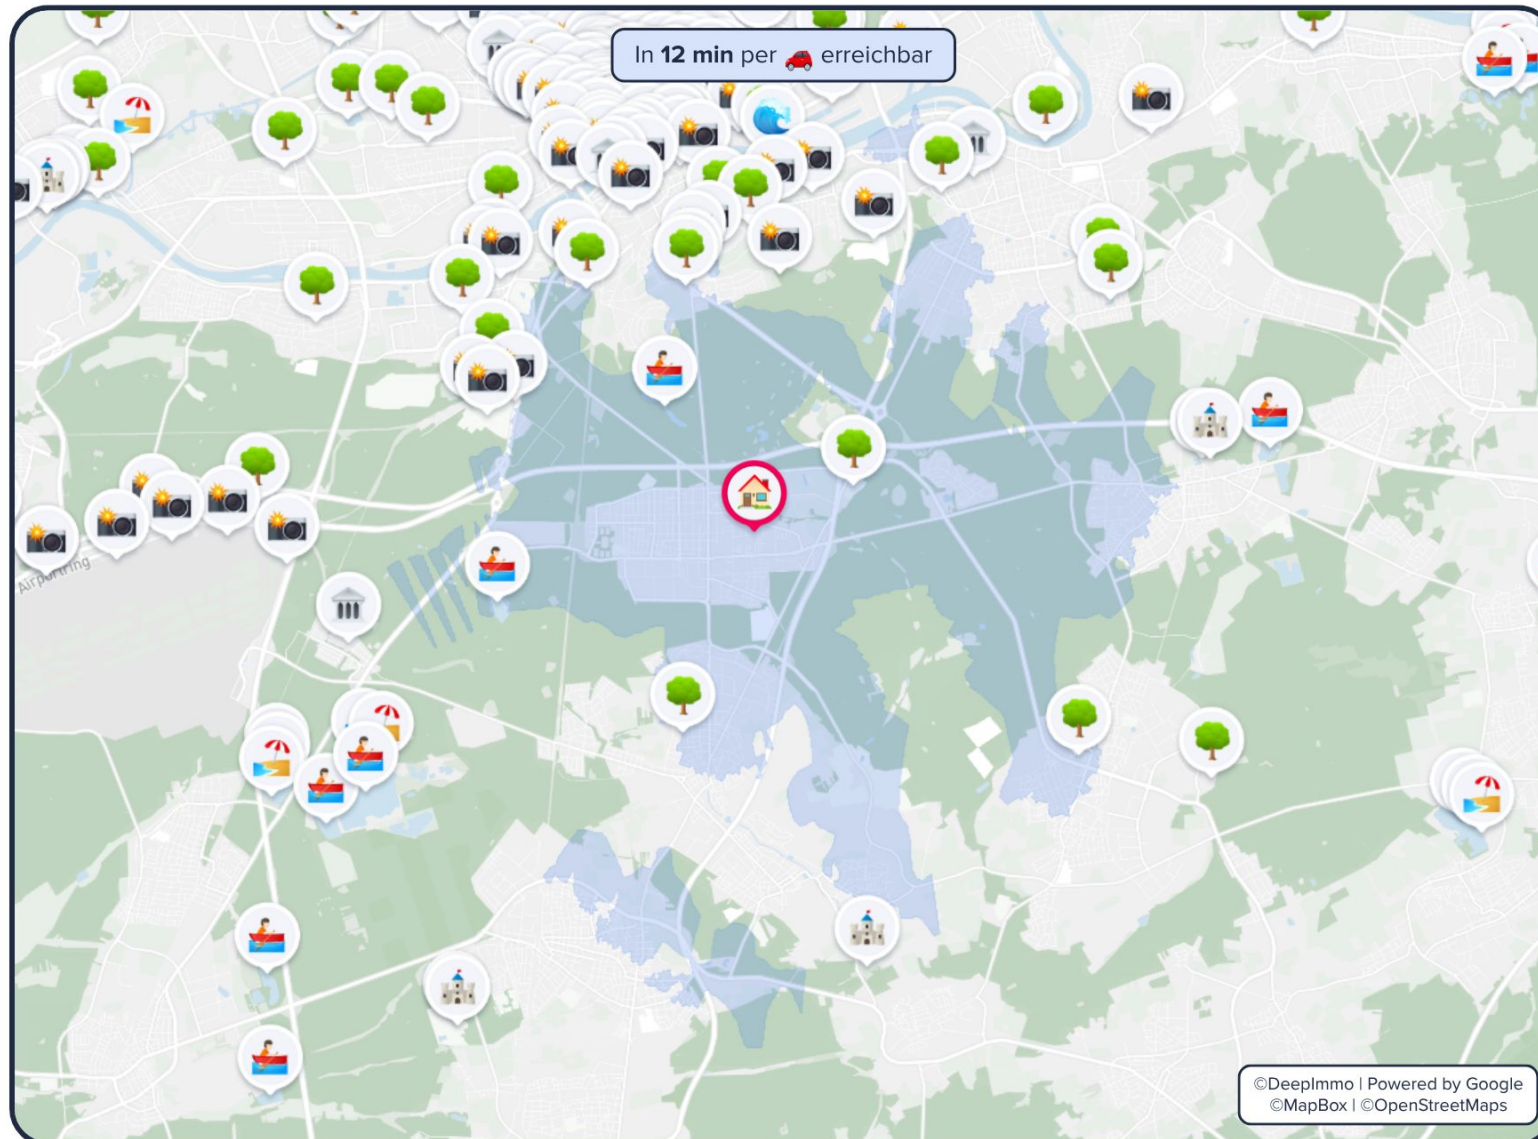 In 12 min per 🚗 erreichbar
Airportring
©DeepImmo | Powered by Google
©MapBox | ©OpenStreetMaps